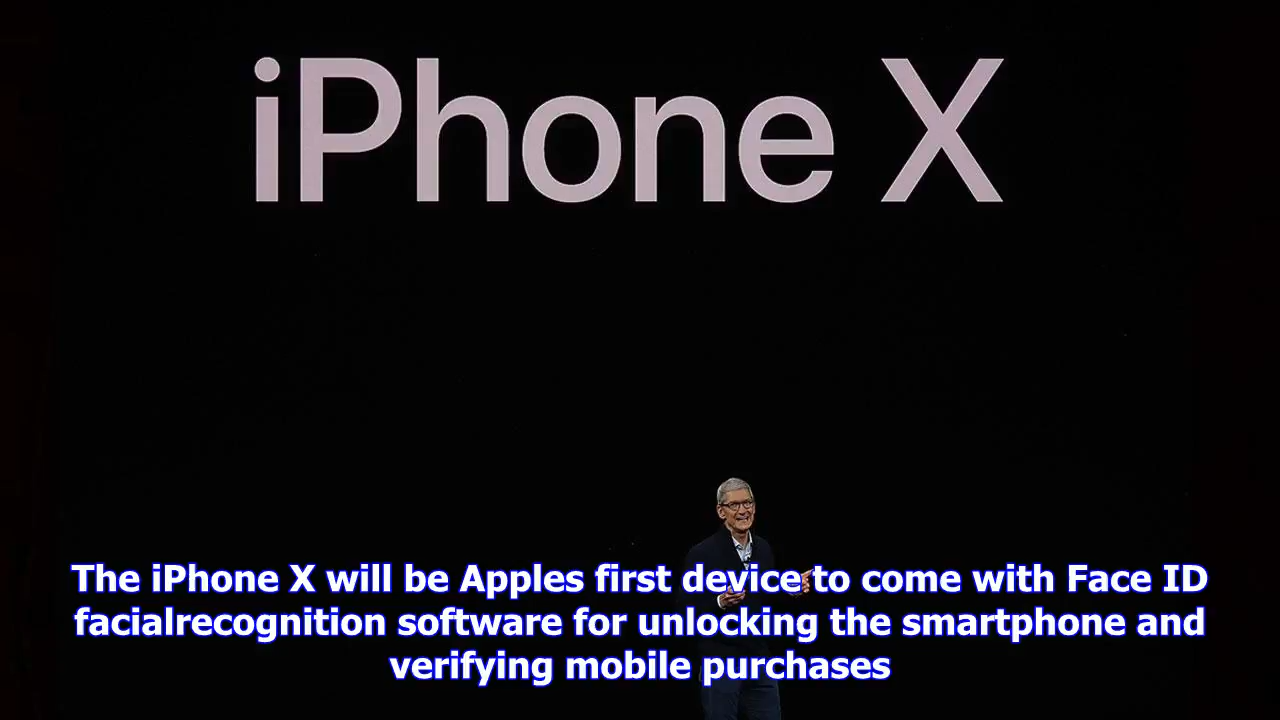 iPhone X
The iPhone X will be Apples first device to come with Face ID
facialrecognition software for unlocking the smartphone and
verifying mobile purchases